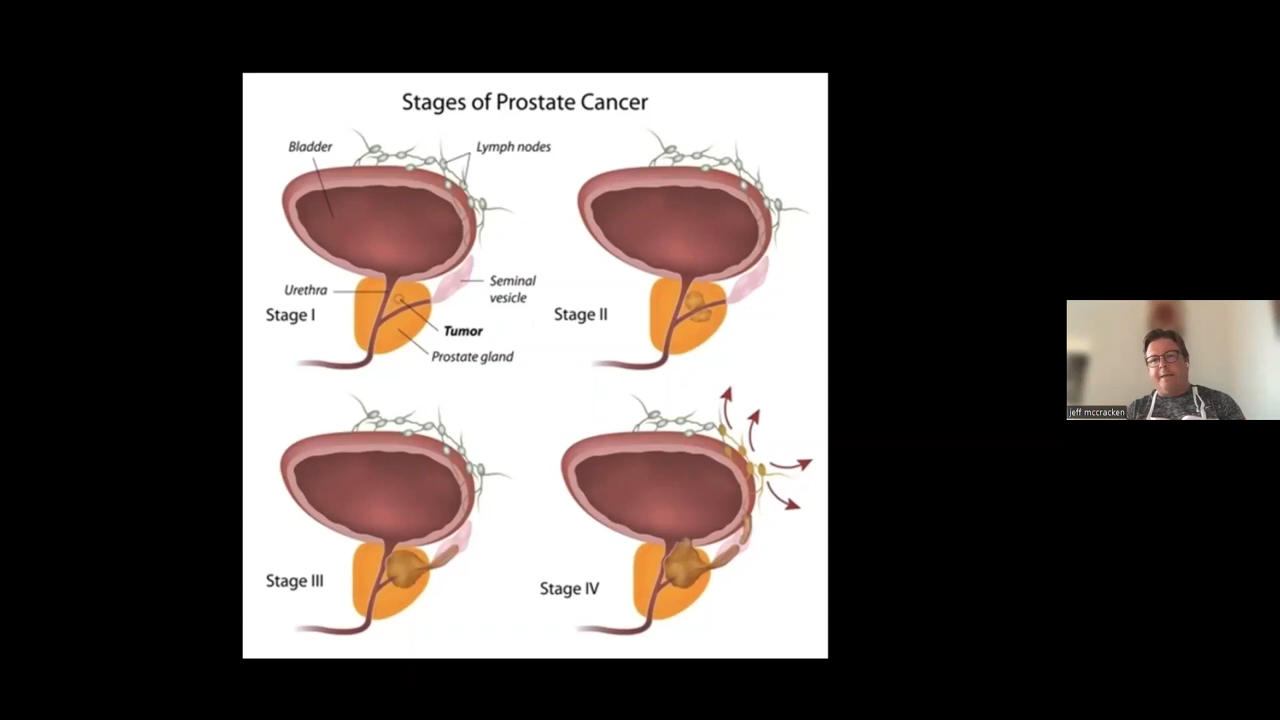 Stages of Prostate Cancer
Bladder
Lymph nodes
Urethra
Seminal
vesicle
Stage I
Tumor
Prostate gland
Stage II
Stage III
Stage IV
jeff mccracken